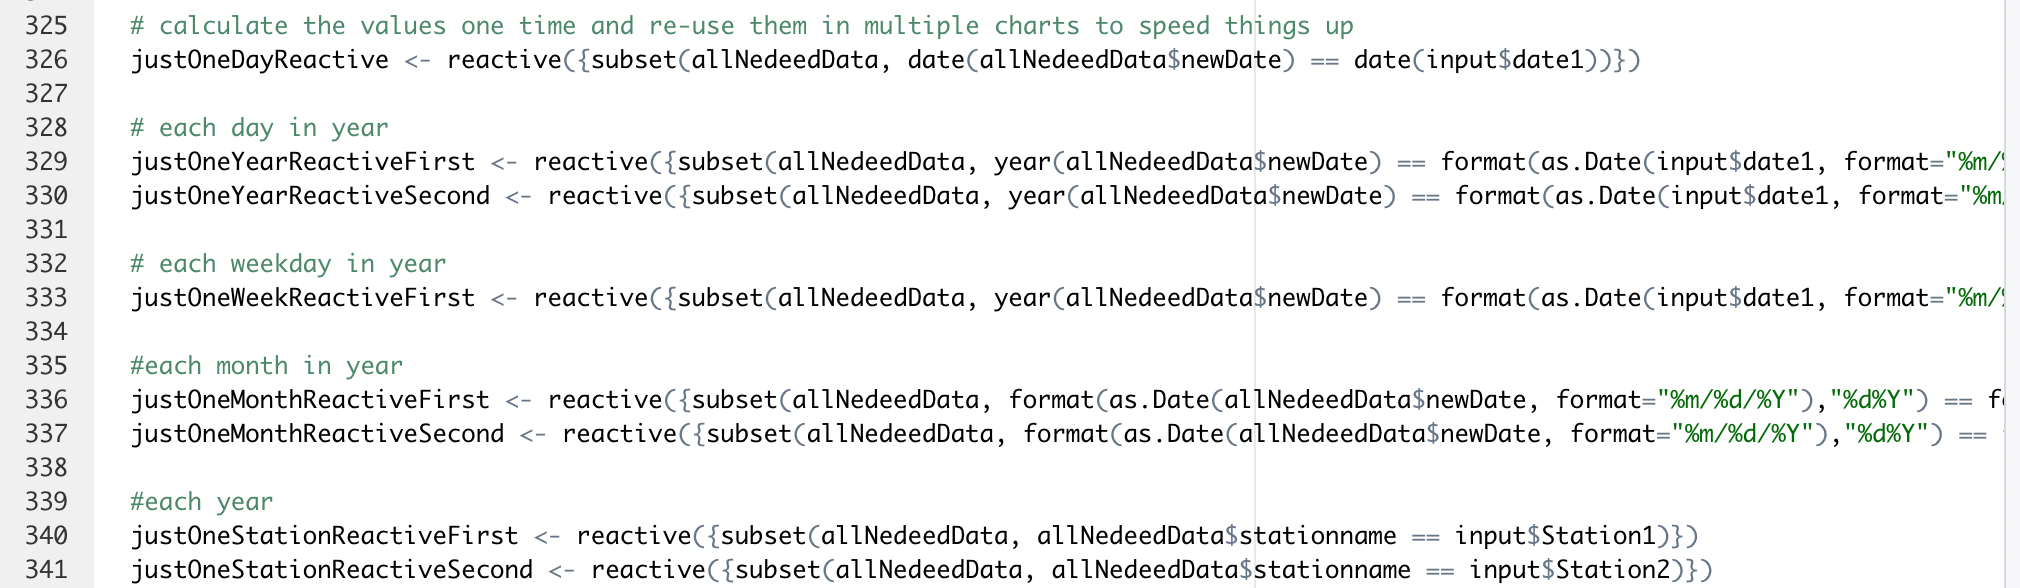 325 # calculate the values one time and re-use them in multiple charts to speed things up
326 justOneDayReactive <- reactive({subset(allNedeedData, date(allNedeedData$newDate) == date(input$date1))})
327
328 # each day in year
329 justOneYearReactiveFirst <- reactive({subset(allNedeedData, year(allNedeedData$newDate) == format(as.Date(input$date1, format="%m/
330 justOneYearReactiveSecond <- reactive({subset(allNedeedData, year(allNedeedData$newDate) == format(as.Date(input$date1, format="%m
331
332 # each weekday in year
333 justOneWeekReactiveFirst <- reactive({subset(allNedeedData, year(allNedeedData$newDate) == format(as.Date(input$date1, format="%m/
334
335 #each month in year
336 justOneMonthReactiveFirst <- reactive({subset(allNedeedData, format(as.Date(allNedeedData$newDate, format="%m/%d/%Y"),"%d%Y") == f
337 justOneMonthReactiveSecond <- reactive({subset(allNedeedData, format(as.Date(allNedeedData$newDate, format="%m/%d/%Y"),"%d%Y") ==
338
339 #each year
340 justOneStationReactiveFirst <- reactive({subset(allNedeedData, allNedeedData$stationname == input$Station1)})
341 justOneStationReactiveSecond <- reactive({subset(allNedeedData, allNedeedData$stationname == input$Station2)})